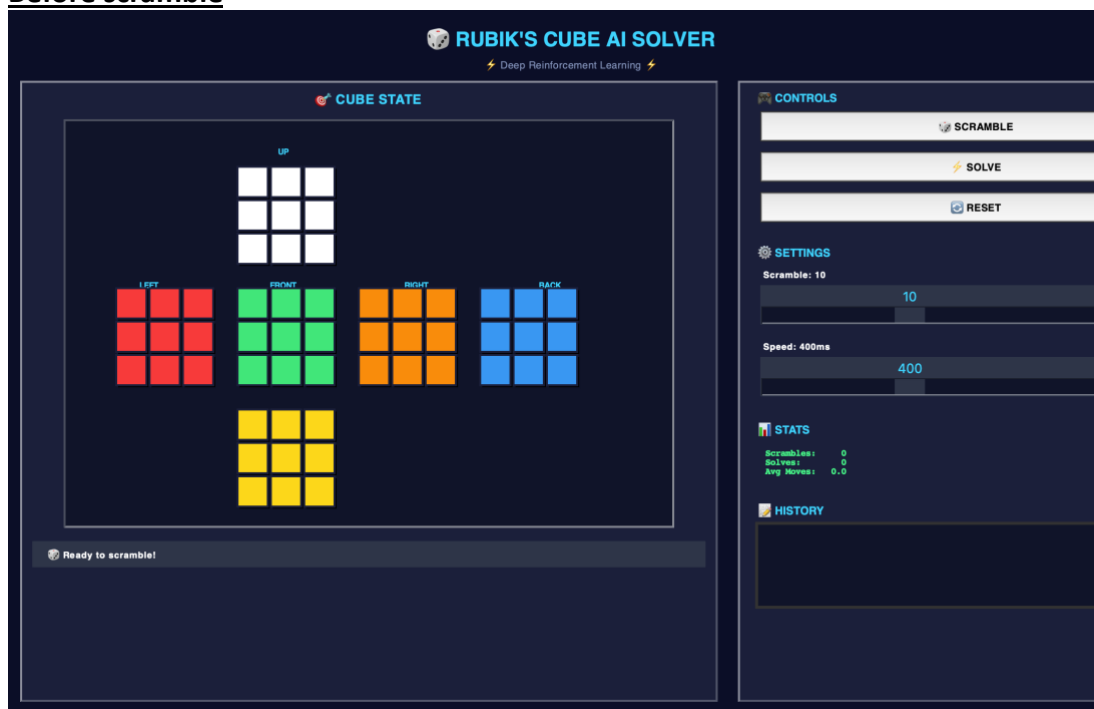 Before scramble
RUBIK'S CUBE AI SOLVER
⚡ Deep Reinforcement Learning ⚡
CUBE STATE
UP
LEFT FRONT RIGHT BACK
Ready to scramble!
CONTROLS
SCRAMBLE
⚡ SOLVE
RESET
SETTINGS
Scramble: 10
10
Speed: 400ms
400
STATS
Scrambles: 0
Solves: 0
Avg Moves: 0.0
HISTORY